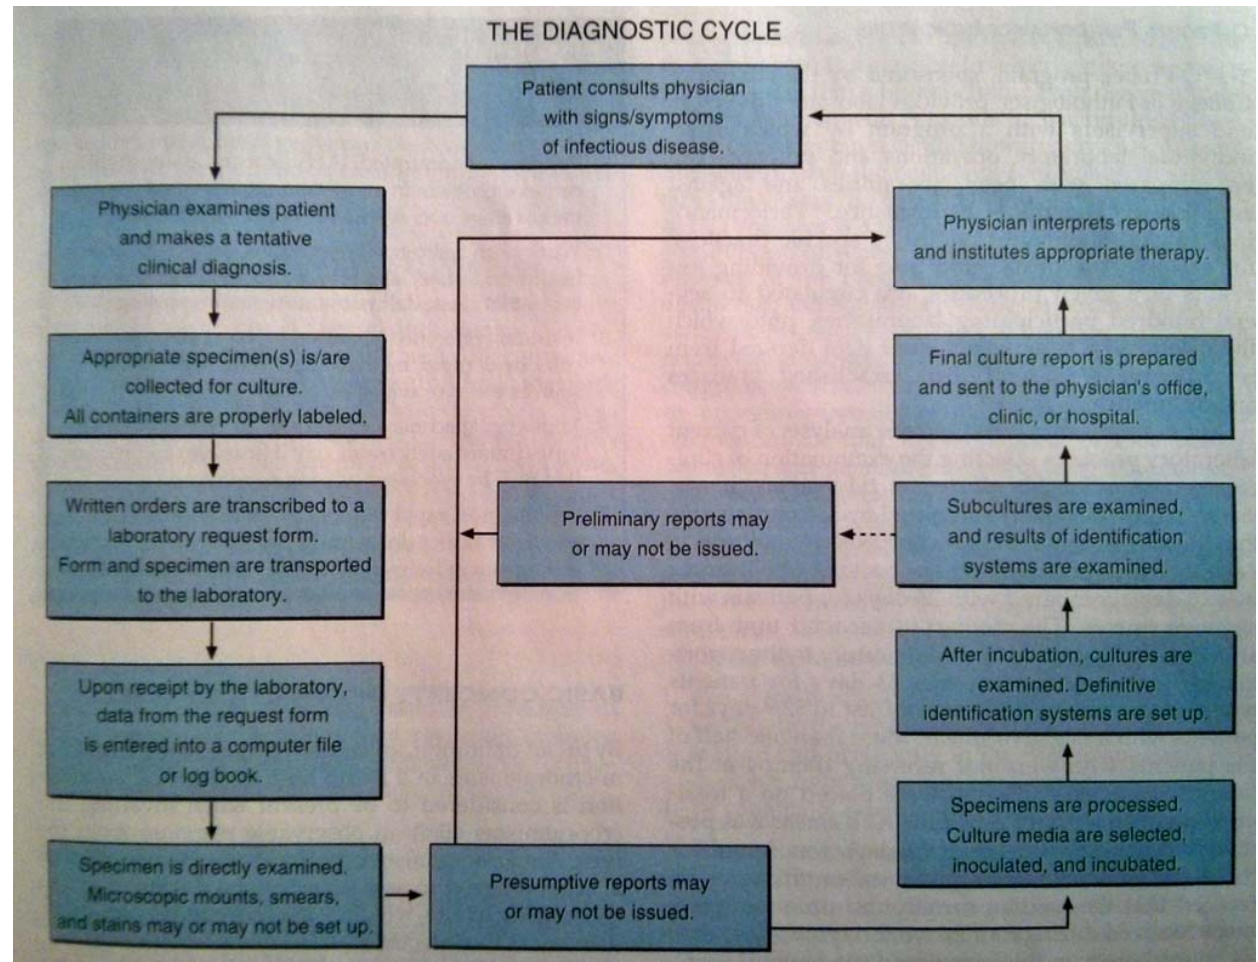 THE DIAGNOSTIC CYCLE
Patient consults physician
with signs/symptoms
of infectious disease.
Physician examines patient
and makes a tentative
clinical diagnosis.
Appropriate specimen(s) is/are
collected for culture.
All containers are properly labeled.
Written orders are transcribed to a
laboratory request form.
Form and specimen are transported
to the laboratory.
Upon receipt by the laboratory,
data from the request form
is entered into a computer file
or log book.
Specimen is directly examined.
Microscopic mounts, smears,
and stains may or may not be set up.
Presumptive reports may
or may not be issued.
Specimens are processed.
Culture media are selected,
inoculated, and incubated.
After incubation, cultures are
examined. Definitive
identification systems are set up.
Subcultures are examined,
and results of identification
systems are examined.
Preliminary reports may
or may not be issued.
Final culture report is prepared
and sent to the physician's office,
clinic, or hospital.
Physician interprets reports
and institutes appropriate therapy.